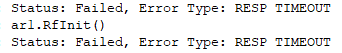 Status: Failed, Error Type: RESP TIMEOUT
arl.RfInit()
Status: Failed, Error Type: RESP TIMEOUT